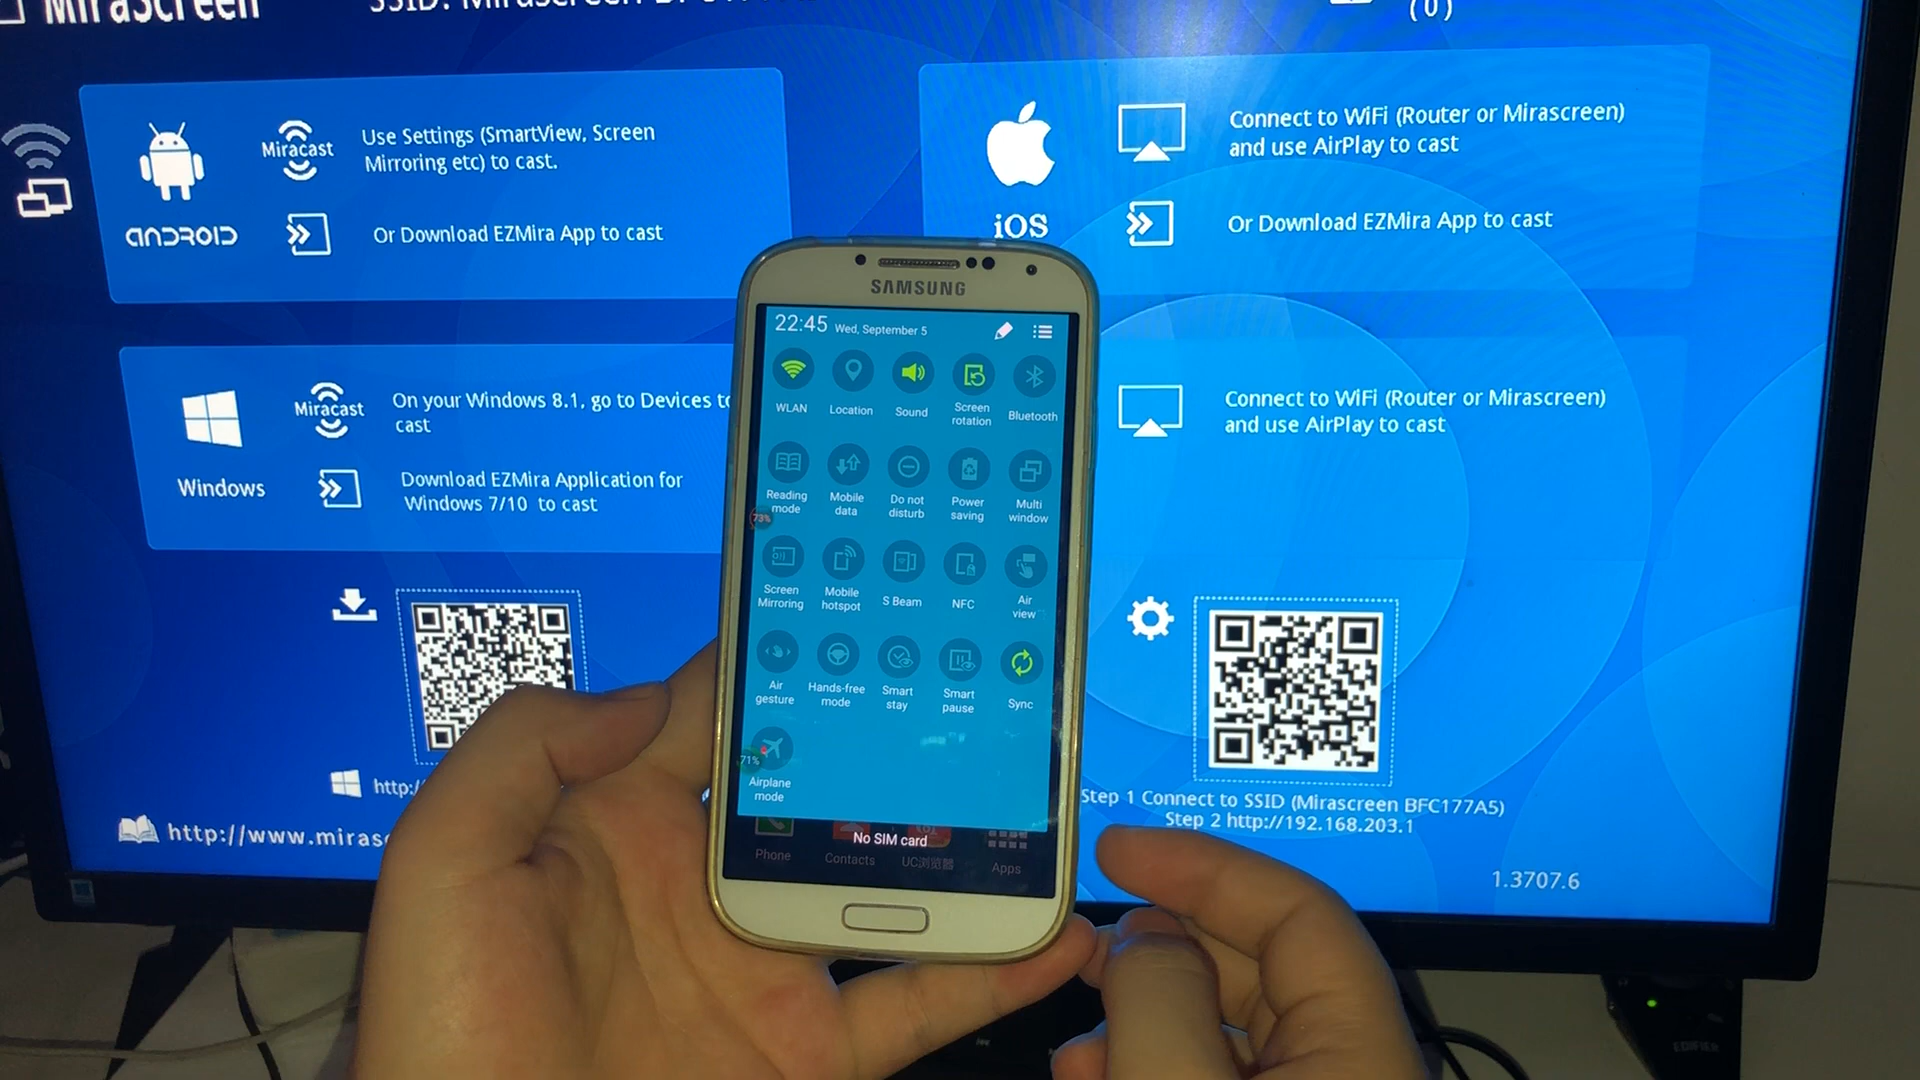 MiraScreen
SSID: Mirascreen
(0)
ANDROID
Miracast
Use Settings (SmartView, Screen
Mirroring etc) to cast.
Or Download EZMira App to cast
iOS
Connect to WiFi (Router or Mirascreen)
and use AirPlay to cast
Or Download EZMira App to cast
Windows
Miracast
On your Windows 8.1, go to Devices to
cast
Download EZMira Application for
Windows 7/10 to cast
Connect to WiFi (Router or Mirascreen)
and use AirPlay to cast
http:/
http://www.miras
Step 1 Connect to SSID (Mirascreen BFC177A5)
Step 2 http://192.168.203.1
1.3707.6
SAMSUNG
22:45 Wed, September 5
WLAN
Location
Sound
Screen
rotation
Bluetooth
Reading
mode
Mobile
data
Do not
disturb
Power
saving
Multi
window
73%
Screen
Mirroring
Mobile
hotspot
S Beam
NFC
Air
view
Air
gesture
Hands-free
mode
Smart
stay
Smart
pause
Sync
71%
Airplane
mode
No SIM card
Phone
Contacts
UC浏览器
Apps
EDIFIER